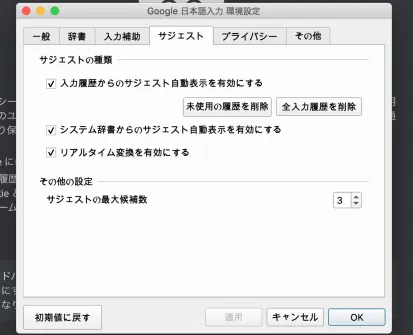 Google 日本語入力 環境設定
一般 辞書 入力補助 サジェスト プライバシー その他
サジェストの種類
入力履歴からのサジェスト自動表示を有効にする
未使用の履歴を削除 全入力履歴を削除
システム辞書からのサジェスト自動表示を有効にする
リアルタイム変換を有効にする
その他の設定
サジェストの最大候補数 3
初期値に戻す 適用 キャンセル OK